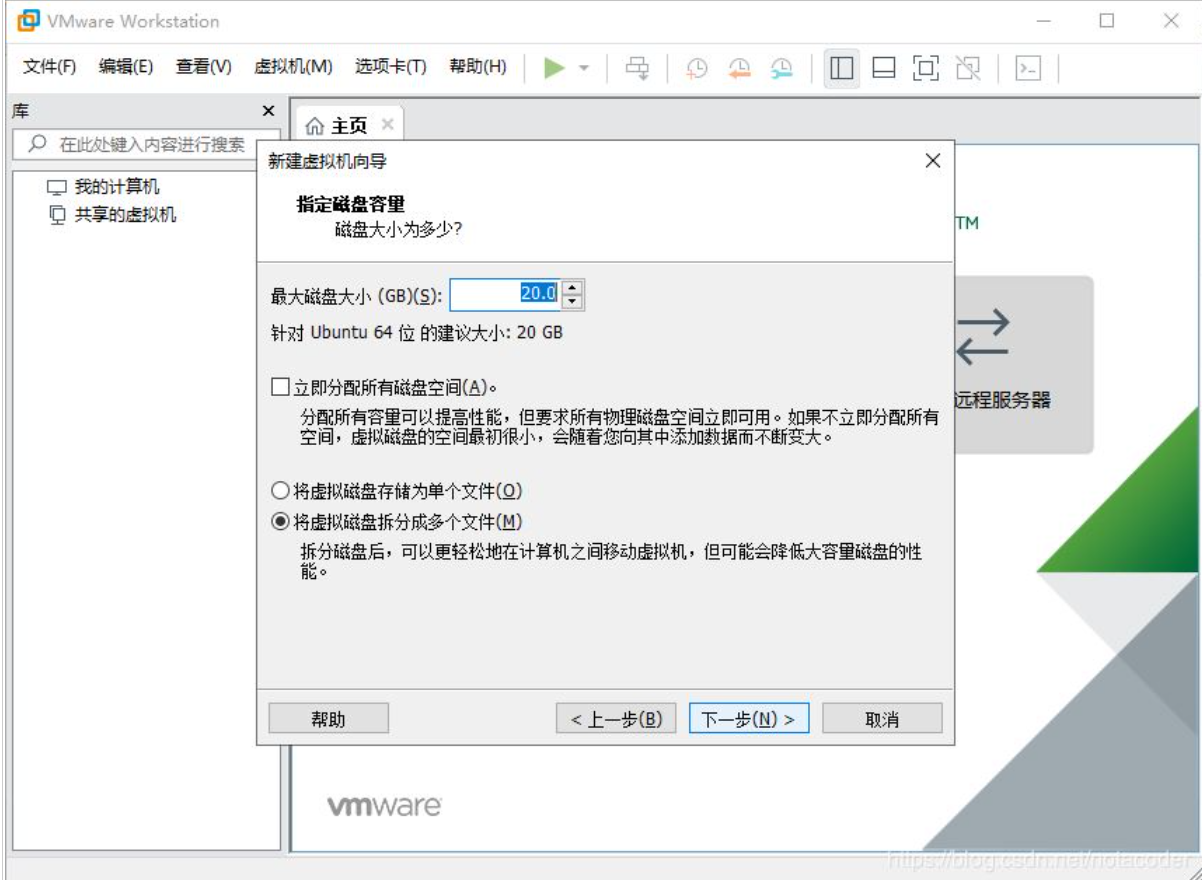 VMware Workstation
文件(F) 编辑(E) 查看(V) 虚拟机(M) 选项卡(T) 帮助(H)
库
主页
在此处键入内容进行搜索
我的计算机
共享的虚拟机
新建虚拟机向导
指定磁盘容量
磁盘大小为多少?
TM
最大磁盘大小 (GB)(S): 20.0
针对 Ubuntu 64 位 的建议大小: 20 GB
立即分配所有磁盘空间(A)。
分配所有容量可以提高性能，但要求所有物理磁盘空间立即可用。如果不立即分配所有
空间，虚拟磁盘的空间最初很小，会随着您向其中添加数据而不断变大。
远程服务器
将虚拟磁盘存储为单个文件(O)
将虚拟磁盘拆分成多个文件(M)
拆分磁盘后，可以更轻松地在计算机之间移动虚拟机，但可能会降低大容量磁盘的性
能。
帮助 < 上一步(B) 下一步(N) > 取消
vmware
https://blog.csdn.net/notacoder